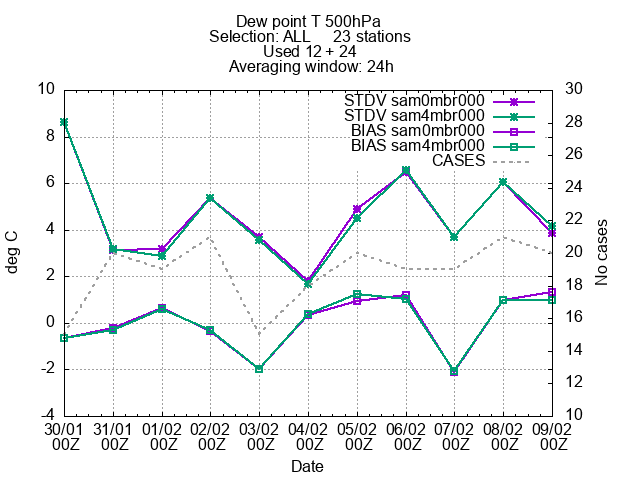 Dew point T 500hPa
Selection: ALL 23 stations
Used 12 + 24
Averaging window: 24h
STDV sam0mbr000
STDV sam4mbr000
BIAS sam0mbr000
BIAS sam4mbr000
CASES
deg C
10
8
6
4
2
0
-2
-4
No cases
30
28
26
24
22
20
18
16
14
12
10
30/01 31/01 01/02 02/02 03/02 04/02 05/02 06/02 07/02 08/02 09/02
00Z 00Z 00Z 00Z 00Z 00Z 00Z 00Z 00Z 00Z 00Z
Date